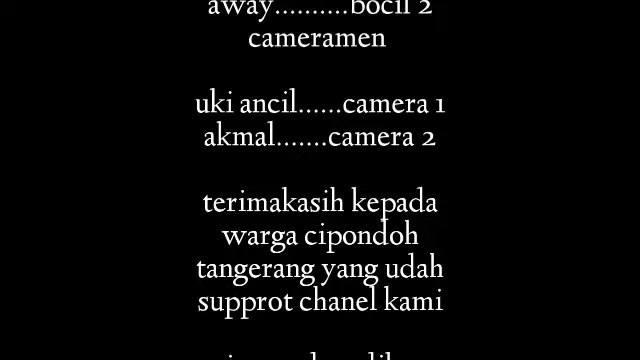 away..........bocil 2
cameramen
uki ancil......camera 1
akmal.......camera 2
terimakasih kepada
warga cipondoh
tangerang yang udah
supprot chanel kami